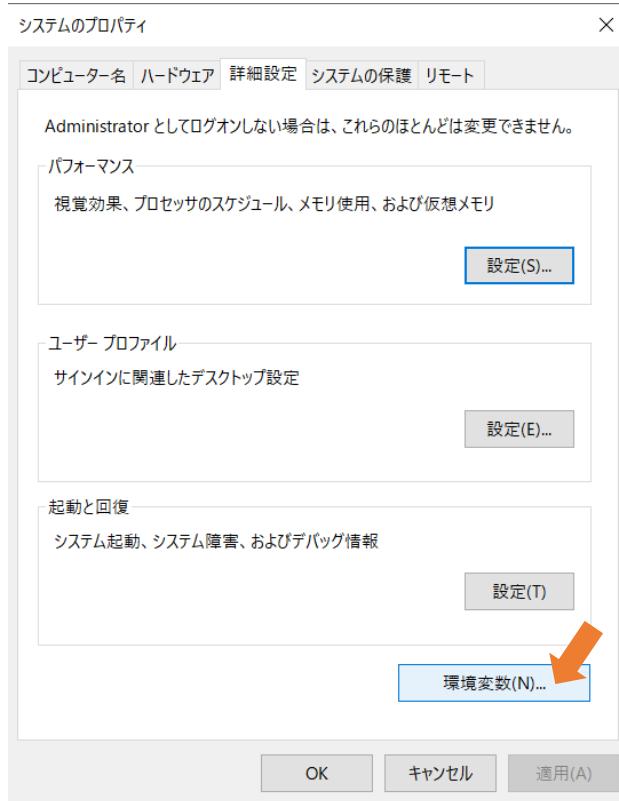 システムのプロパティ
コンピューター名 ハードウェア 詳細設定 システムの保護 リモート
Administrator としてログオンしない場合は、これらのほとんどは変更できません。
パフォーマンス
視覚効果、プロセッサのスケジュール、メモリ使用、および仮想メモリ
設定(S)...
ユーザー プロファイル
サインインに関連したデスクトップ設定
設定(E)...
起動と回復
システム起動、システム障害、およびデバッグ情報
設定(T)
環境変数(N)...
OK キャンセル 適用(A)